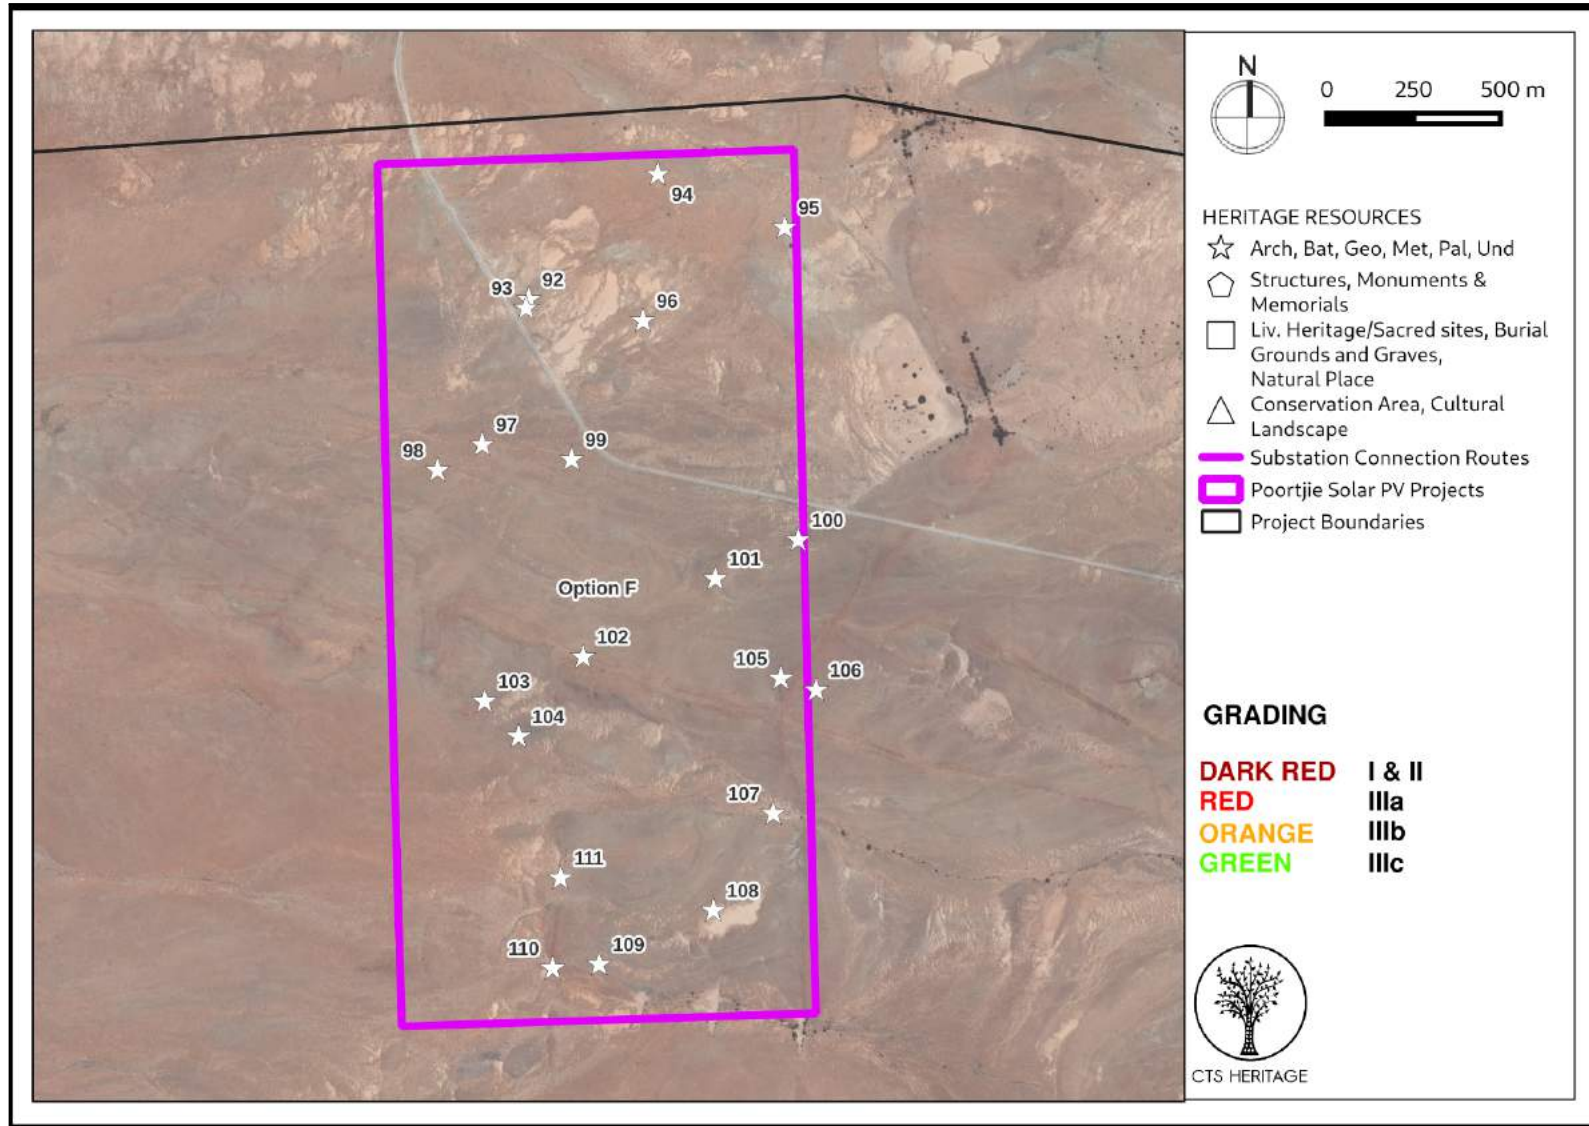 94
95
92
93
96
97
98
99
100
101
Option F
102
105
106
103
104
107
111
108
110
109
N
0 250 500 m
HERITAGE RESOURCES
Arch, Bat, Geo, Met, Pal, Und
Structures, Monuments &
Memorials
Liv. Heritage/Sacred sites, Burial
Grounds and Graves,
Natural Place
Conservation Area, Cultural
Landscape
Substation Connection Routes
Poortjie Solar PV Projects
Project Boundaries
GRADING
DARK RED I & II
RED IIIa
ORANGE IIIb
GREEN IIIc
CTS HERITAGE